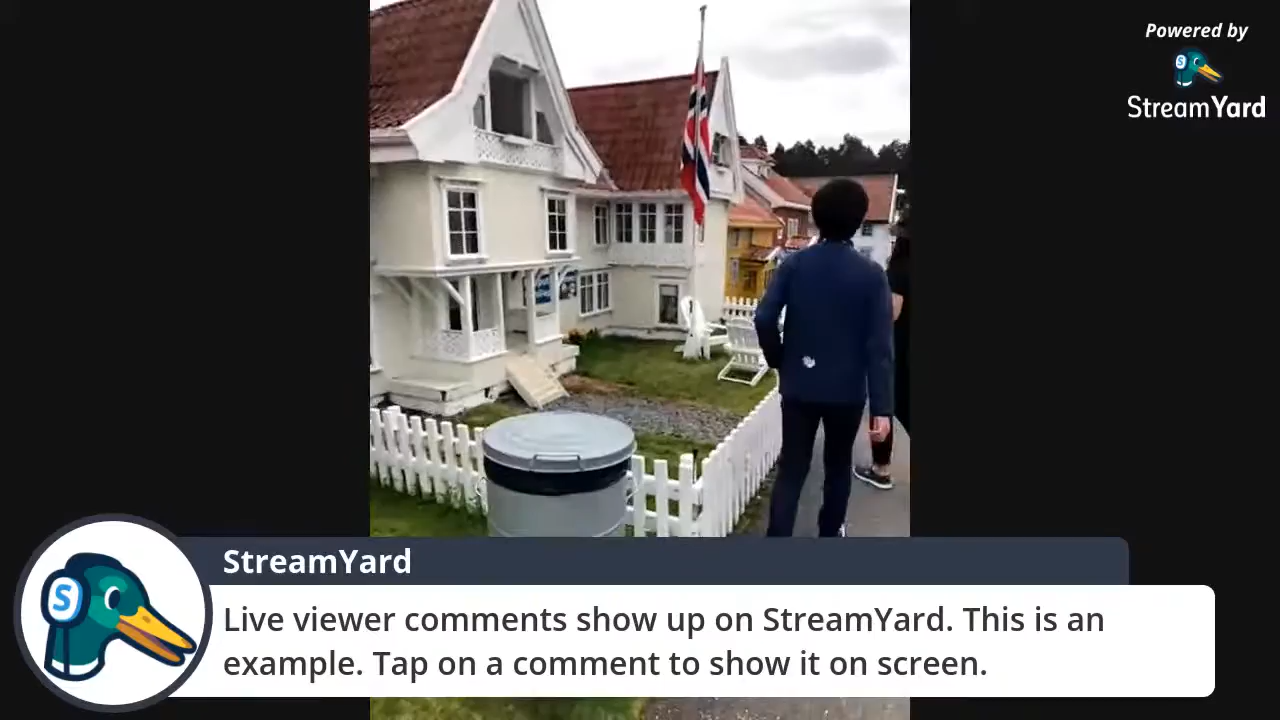 Powered by
StreamYard
StreamYard
Live viewer comments show up on StreamYard. This is an
example. Tap on a comment to show it on screen.